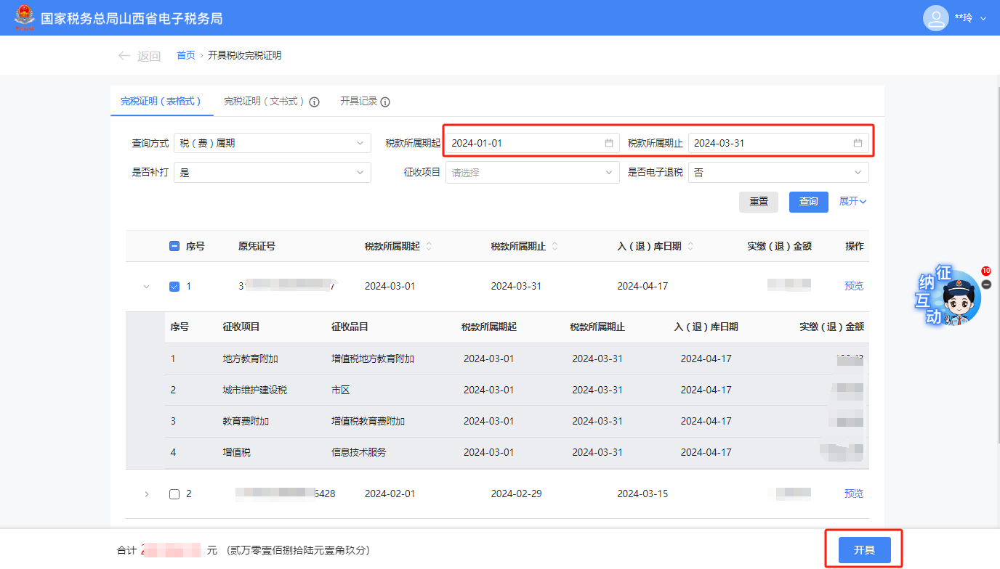 国家税务总局山西省电子税务局
**玲
返回 首页 › 开具税收完税证明
完税证明（表格式） 完税证明（文书式） 开具记录
查询方式 税（费）属期 税款所属期起 2024-01-01 税款所属期止 2024-03-31
是否补打 是 征收项目 请选择 是否电子退税 否
重置 查询 展开
序号 原凭证号 税款所属期起 税款所属期止 入（退）库日期 实缴（退）金额 操作
1 2024-03-01 2024-03-31 2024-04-17 预览
序号 征收项目 征收品目 税款所属期起 税款所属期止 入（退）库日期 实缴（退）金额
1 地方教育附加 增值税地方教育附加 2024-03-01 2024-03-31 2024-04-17
2 城市维护建设税 市区 2024-03-01 2024-03-31 2024-04-17
3 教育费附加 增值税教育费附加 2024-03-01 2024-03-31 2024-04-17
4 增值税 信息技术服务 2024-03-01 2024-03-31 2024-04-17
2 6428 2024-02-01 2024-02-29 2024-03-15 预览
征纳互动
10
合计 元 （贰万零壹佰捌拾陆元壹角玖分）
开具